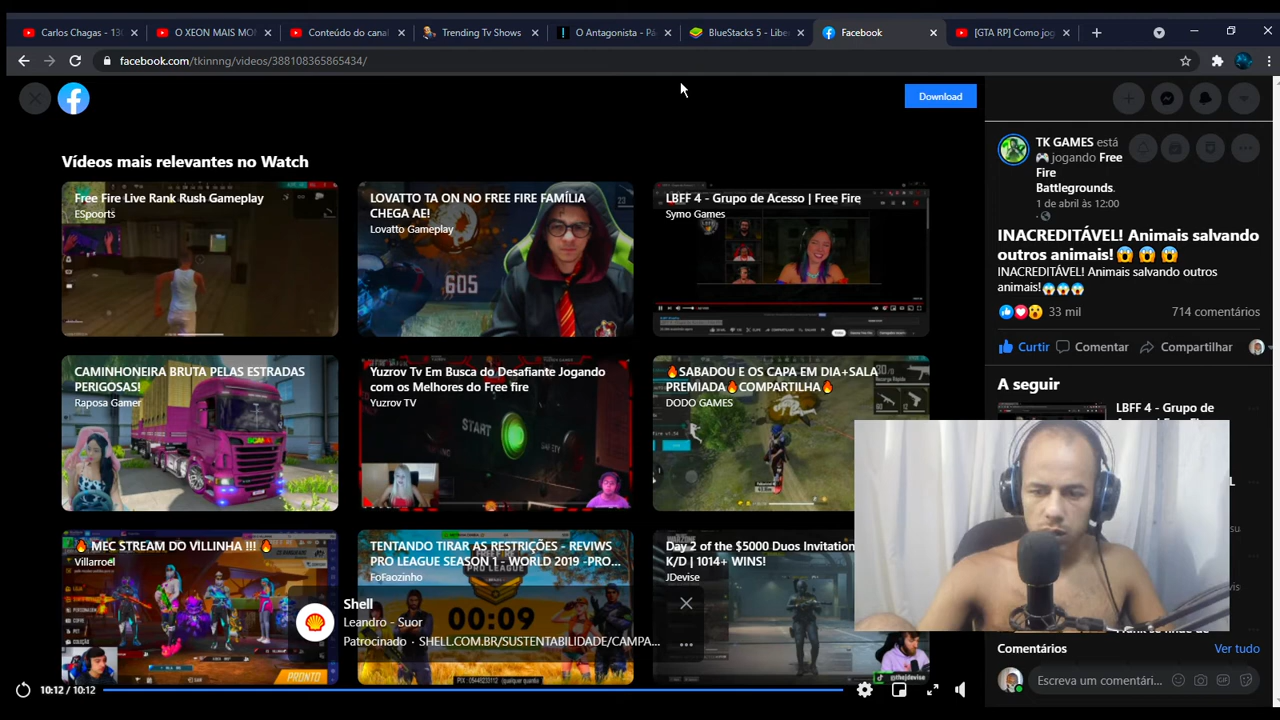 Carlos Chagas - 13
O XEON MAIS MO
Conteúdo do canal
Trending Tv Shows
O Antagonista - Pá
BlueStacks 5 - Libe
Facebook
[GTA RP] Como jog
facebook.com/tkinnng/videos/388108365865434/
Download
Vídeos mais relevantes no Watch
Free Fire Live Rank Rush Gameplay
ESpoorts
LOVATTO TA ON NO FREE FIRE FAMÍLIA
CHEGA AE!
Lovatto Gameplay
605
23
LBFF 4 - Grupo de Acesso | Free Fire
Symo Games
CAMINHONEIRA BRUTA PELAS ESTRADAS
PERIGOSAS!
Raposa Gamer
Yuzrov Tv Em Busca do Desafiante Jogando
com os Melhores do Free fire
Yuzrov TV
START
🔥SABADOU E OS CAPA EM DIA+SALA
PREMIADA🔥COMPARTILHA🔥
DODO GAMES
🔥MEC STREAM DO VILLINHA !!!🔥
Villarroél
PRONTO
TENTANDO TIRAR AS RESTRIÇÕES - REVIWS
PRO LEAGUE SEASON 1 - WORLD 2019 -PRO...
FoFaozinho
00:09
Day 2 of the $5000 Duos Invitation
K/D | 1014+ WINS!
JDevise
@thejdevise
Shell
Leandro - Suor
Patrocinado · SHELL.COM.BR/SUSTENTABILIDADE/CAMPA...
10:12 / 10:12
TK GAMES está
🎮 jogando Free
Fire
Battlegrounds.
1 de abril às 12:00
INACREDITÁVEL! Animais salvando
outros animais!😱😱😱
INACREDITÁVEL! Animais salvando outros
animais!😱😱😱
33 mil
714 comentários
Curtir
Comentar
Compartilhar
A seguir
LBFF 4 - Grupo de
Comentários
Ver tudo
Escreva um comentári...